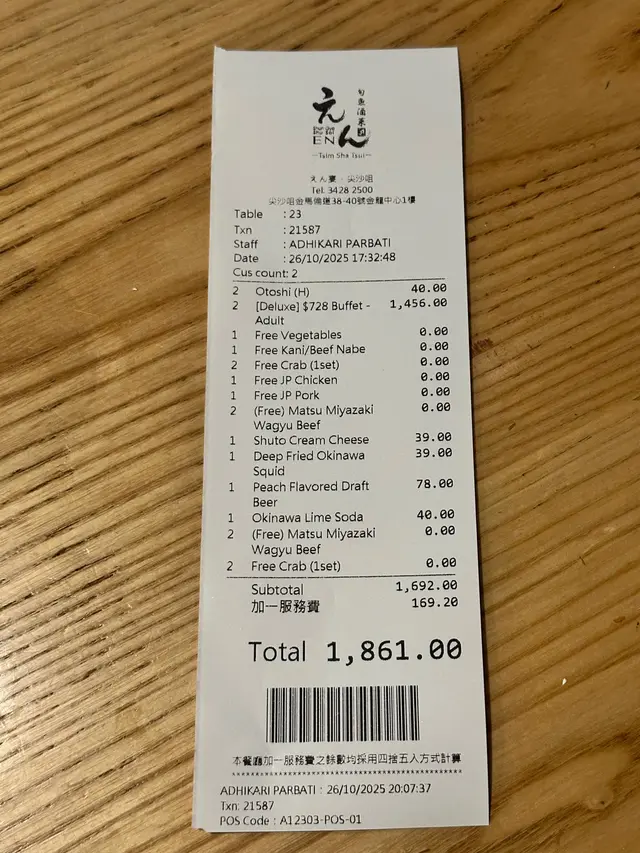 えん
EN
旬魚酒菜
~Tsim Sha Tsui~
えん宴 · 尖沙咀
Tel. 3428 2500
尖沙咀金馬倫道38-40號金龍中心1樓
Table : 23
Txn : 21587
Staff : ADHIKARI PARBATI
Date : 26/10/2025 17:32:48
Cus count: 2
2 Otoshi (H) 40.00
2 [Deluxe] $728 Buffet - 1,456.00
Adult
1 Free Vegetables 0.00
1 Free Kani/Beef Nabe 0.00
2 Free Crab (1set) 0.00
1 Free JP Chicken 0.00
1 Free JP Pork 0.00
2 (Free) Matsu Miyazaki 0.00
Wagyu Beef
1 Shuto Cream Cheese 39.00
1 Deep Fried Okinawa 39.00
Squid
1 Peach Flavored Draft 78.00
Beer
1 Okinawa Lime Soda 40.00
2 (Free) Matsu Miyazaki 0.00
Wagyu Beef
2 Free Crab (1set) 0.00
Subtotal 1,692.00
加一服務費 169.20
Total 1,861.00
本餐廳加一服務費之餘數均採用四捨五入方式計算
ADHIKARI PARBATI : 26/10/2025 20:07:37
Txn: 21587
POS Code : A12303-POS-01